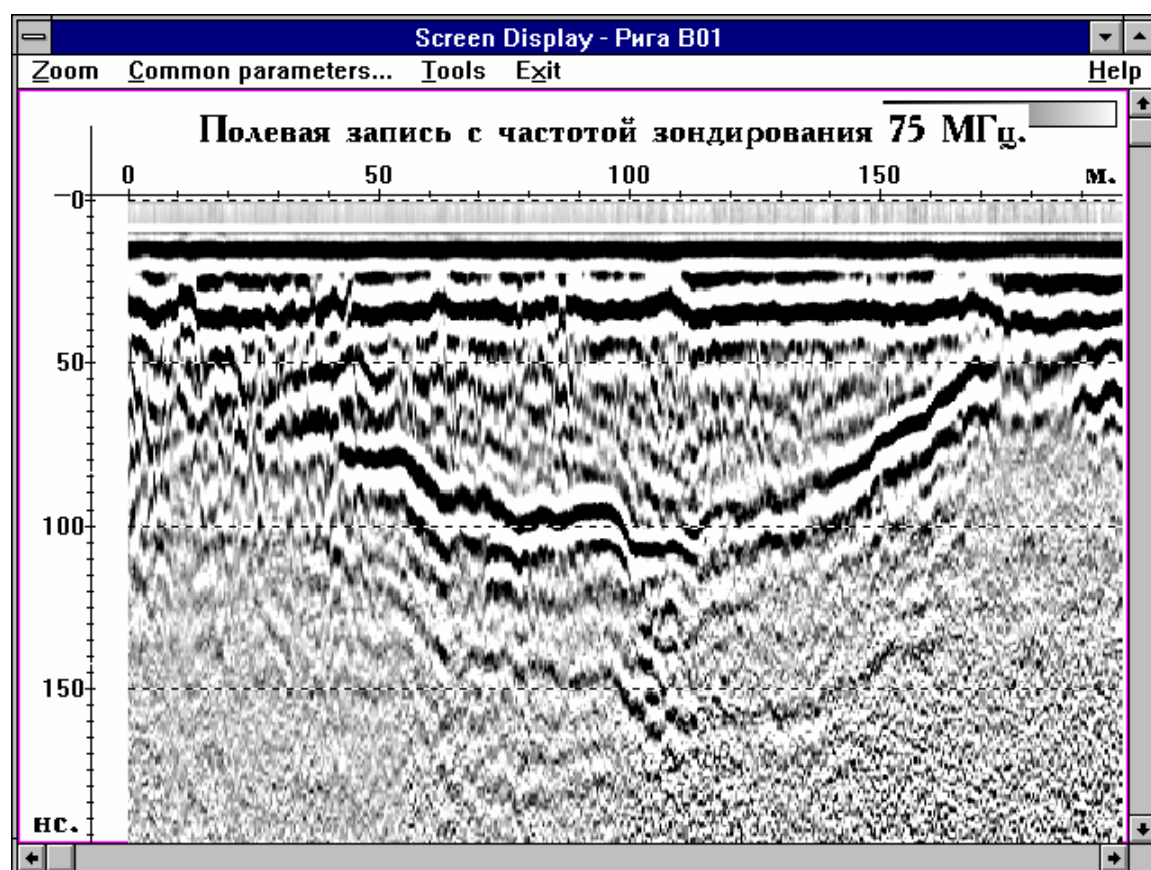 Screen Display - Рига В01
Zoom Common parameters... Tools Exit Help
Полевая запись с частотой зондирования 75 МГц.
0 50 100 150 м.
0
50
100
150
нс.